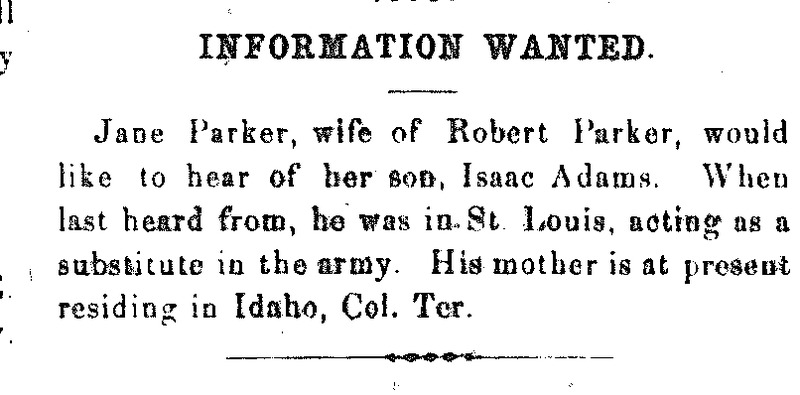 INFORMATION WANTED.
Jane Parker, wife of Robert Parker, would
like to hear of her son, Isaac Adams. When
last heard from, he was in St. Louis, acting as a
substitute in the army. His mother is at present
residing in Idaho, Col. Ter.